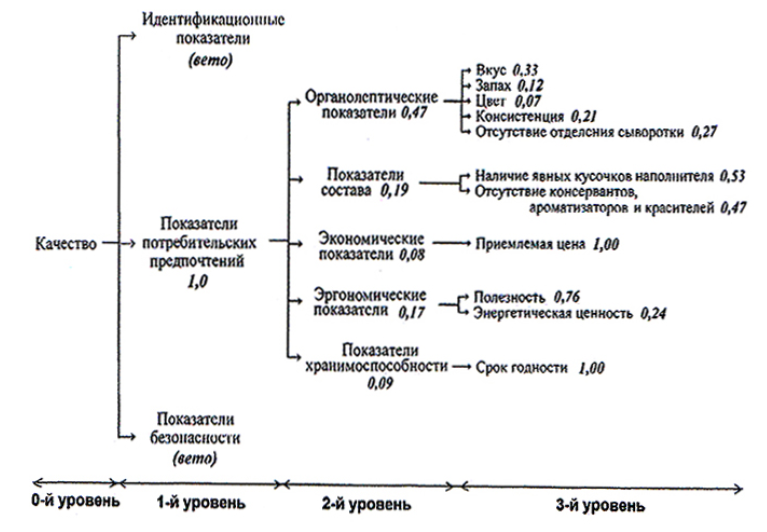 Идентификационные
показатели
(вето)
Органолептические
показатели 0,47
Вкус 0.33
Запах 0.12
Цвет 0,07
Консистенция 0,21
Отсутствие отделения сыворотки 0,27
Показатели
состава 0,19
Наличие явных кусочков наполнителя 0,53
Отсутствие консервантов,
ароматизаторов и красителей 0,47
Качество
Показатели
потребительских
предпочтений
1,0
Экономические
показатели 0,08
Приемлемая цена 1,00
Эргономические
показатели 0,17
Полезность 0,76
Энергетическая ценность 0,24
Показатели
хранимоспособности
0,09
Срок годности 1,00
Показатели
безопасности
(вето)
0-й уровень 1-й уровень 2-й уровень 3-й уровень